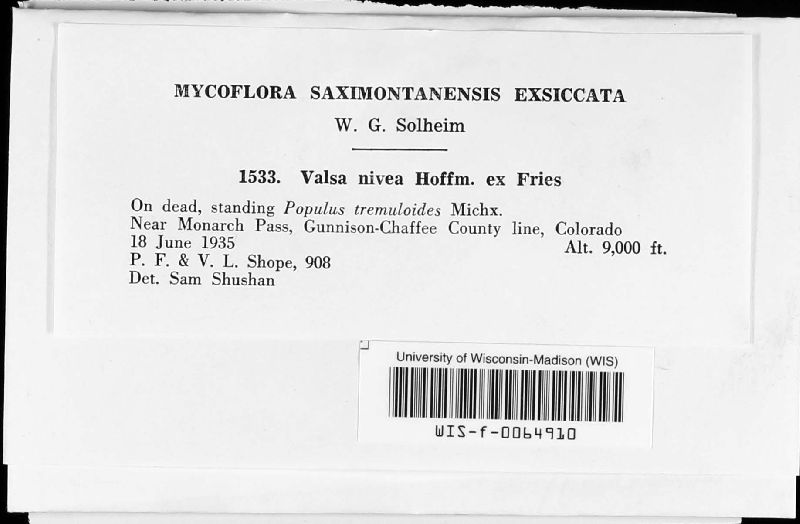 MYCOFLORA SAXIMONTANENSIS EXSICCATA
W. G. Solheim
1533. Valsa nivea Hoffm. ex Fries
On dead, standing Populus tremuloides Michx.
Near Monarch Pass, Gunnison-Chaffee County line, Colorado
18 June 1935 Alt. 9,000 ft.
P. F. & V. L. Shope, 908
Det. Sam Shushan
University of Wisconsin-Madison (WIS)
WIS-f-0064910